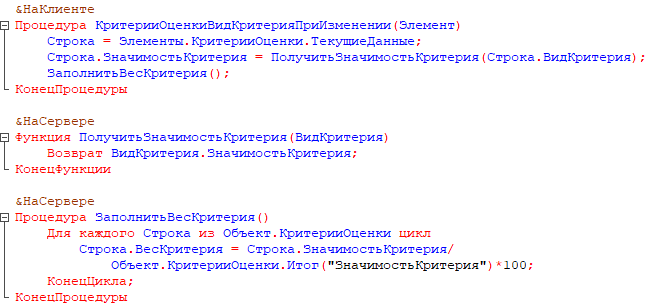 &НаКлиенте
Процедура КритерииОценкиВидКритерияПриИзменении(Элемент)
Строка = Элементы.КритерииОценки.ТекущиеДанные;
Строка.ЗначимостьКритерия = ПолучитьЗначимостьКритерия(Строка.ВидКритерия);
ЗаполнитьВесКритерия();
КонецПроцедуры
&НаСервере
Функция ПолучитьЗначимостьКритерия(ВидКритерия)
Возврат ВидКритерия.ЗначимостьКритерия;
КонецФункции
&НаСервере
Процедура ЗаполнитьВесКритерия()
Для каждого Строка из Объект.КритерииОценки цикл
Строка.ВесКритерия = Строка.ЗначимостьКритерия/
Объект.КритерииОценки.Итог("ЗначимостьКритерия")*100;
КонецЦикла;
КонецПроцедуры